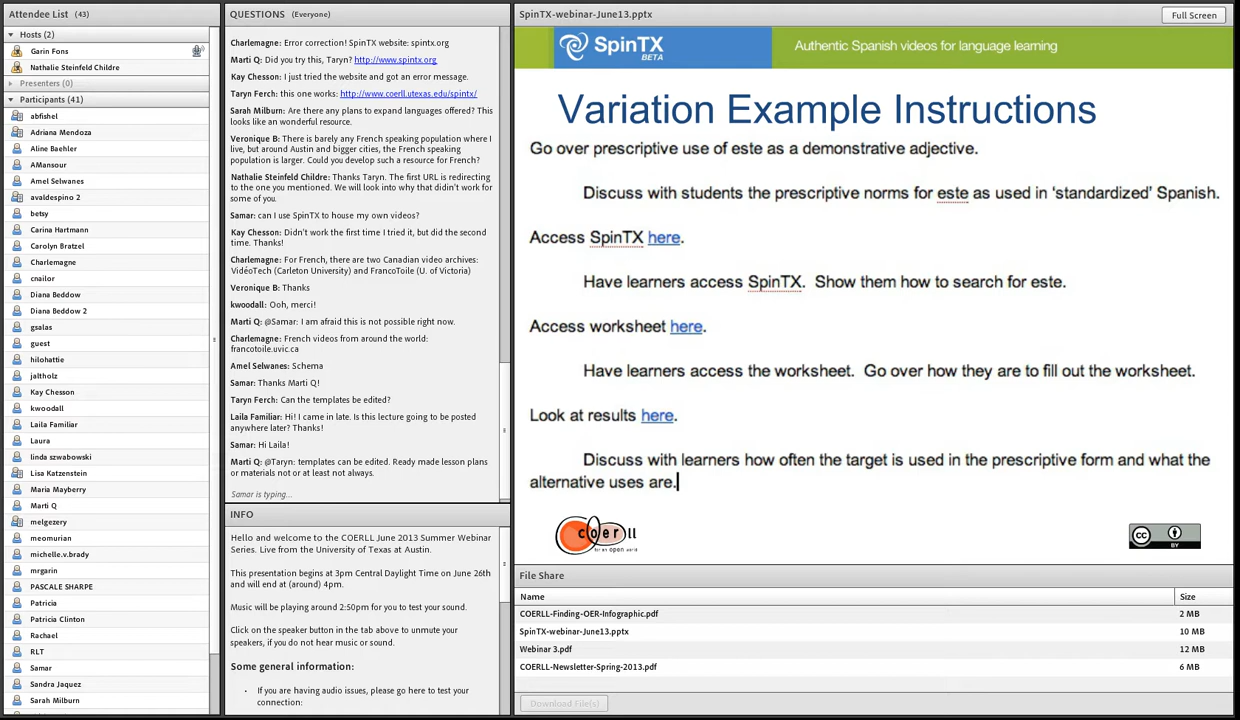 Attendee List (43)
Hosts (2)
Garin Fons
Nathalie Steinfeld Childre
Presenters (0)
Participants (41)
abfishel
Adriana Mendoza
Aline Baehler
AMansour
Amel Selwanes
avaldespino 2
betsy
Carina Hartmann
Carolyn Bratzel
Charlemagne
cnailor
Diana Beddow
Diana Beddow 2
gsalas
guest
hilohattie
jaltholz
Kay Chesson
kwoodall
Laila Familiar
Laura
linda szwabowski
Lisa Katzenstein
Maria Mayberry
Marti Q
melgezery
meomurian
michelle.v.brady
mrgarin
PASCALE SHARPE
Patricia
Patricia Clinton
Rachael
RLT
Samar
Sandra Jaquez
Sarah Milburn
QUESTIONS (Everyone)
Charlemagne: Error correction! SpinTX website: spintx.org
Marti Q: Did you try this, Taryn? http://www.spintx.org
Kay Chesson: I just tried the website and got an error message.
Taryn Ferch: this one works: http://www.coerll.utexas.edu/spintx/
Sarah Milburn: Are there any plans to expand languages offered? This
looks like an wonderful resource.
Veronique B: There is barely any French speaking population where I
live, but around Austin and bigger cities, the French speaking
population is larger. Could you develop such a resource for French?
Nathalie Steinfeld Childre: Thanks Taryn. The first URL is redirecting
to the one you mentioned. We will look into why that didn't work for
some of you.
Samar: can I use SpinTX to house my own videos?
Kay Chesson: Didn't work the first time I tried it, but did the second
time. Thanks!
Charlemagne: For French, there are two Canadian video archives:
VidéoTech (Carleton University) and FrancoToile (U. of Victoria)
Veronique B: Thanks
kwoodall: Ooh, merci!
Marti Q: @Samar: I am afraid this is not possible right now.
Charlemagne: French videos from around the world:
francotoile.uvic.ca
Amel Selwanes: Schema
Samar: Thanks Marti Q!
Taryn Ferch: Can the templates be edited?
Laila Familiar: Hi! I came in late. Is this lecture going to be posted
anywhere later? Thanks!
Samar: Hi Laila!
Marti Q: @Taryn: templates can be edited. Ready made lesson plans
or materials not or at least not always.
Samar is typing...
INFO
Hello and welcome to the COERLL June 2013 Summer Webinar
Series. Live from the University of Texas at Austin.
This presentation begins at 3pm Central Daylight Time on June 26th
and will end at (around) 4pm.
Music will be playing around 2:50pm for you to test your sound.
Click on the speaker button in the tab above to unmute your
speakers, if you do not hear music or sound.
Some general information:
• If you are having audio issues, please go here to test your
connection:
SpinTX-webinar-June13.pptx
Full Screen
SpinTX
BETA
Authentic Spanish videos for language learning
Variation Example Instructions
Go over prescriptive use of este as a demonstrative adjective.
Discuss with students the prescriptive norms for este as used in 'standardized' Spanish.
Access SpinTX here.
Have learners access SpinTX. Show them how to search for este.
Access worksheet here.
Have learners access the worksheet. Go over how they are to fill out the worksheet.
Look at results here.
Discuss with learners how often the target is used in the prescriptive form and what the
alternative uses are.
coerll
for an open world
cc
BY
File Share
Name Size
COERLL-Finding-OER-Infographic.pdf 2 MB
SpinTX-webinar-June13.pptx 10 MB
Webinar 3.pdf 12 MB
COERLL-Newsletter-Spring-2013.pdf 6 MB
Download File(s)